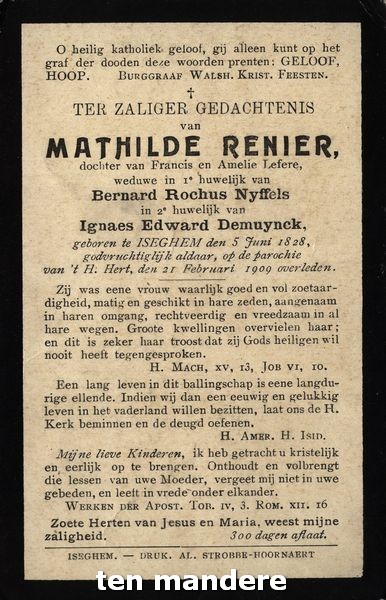 O heilig katholiek geloof, gij alleen kunt op het
graf der dooden deze woorden prenten: GELOOF,
HOOP. BURGGRAAF WALSH. KRIST. FEESTEN.
TER ZALIGER GEDACHTENIS
van
MATHILDE RENIER,
dochter van Francis en Amelie Lefere,
weduwe in 1e huwelijk van
Bernard Rochus Nyffels
in 2e huwelijk van
Ignaes Edward Demuynck,
geboren te ISEGHEM den 5 Juni 1828,
godvruchtiglijk aldaar, op de parochie
van 't H. Hert, den 21 Februari 1909 overleden.
Zij was eene vrouw waarlijk goed en vol zoetaar-
digheid, matig en geschikt in hare zeden, aangenaam
in haren omgang, rechtveerdig en vreedzaam in al
hare wegen. Groote kwellingen overvielen haar;
en dit is zeker haar troost dat zij Gods heiligen wil
nooit heeft tegengesproken.
H. MACH, XV, 13, JOB VI, 10.
Een lang leven in dit ballingschap is eene langdu-
rige ellende. Indien wij dan een eeuwig en gelukkig
leven in het vaderland willen bezitten, laat ons de H.
Kerk beminnen en de deugd oefenen,
H. AMER. H. ISID.
Mijne lieve Kinderen, ik heb getracht u kristelijk
en eerlijk op te brengen. Onthoudt en volbrengt
die lessen van uwe Moeder, vergeet mij niet in uwe
gebeden, en leef in vrede onder elkander.
WERKEN DER APOST. TOB. IV, 3. ROM. XII. 16
Zoete Herten van Jesus en Maria, weest mijne
zaligheid. 300 dagen aflaat.
ISEGHEM. — DRUK. AL. STROBBE-HOORNAERT
ten mandere